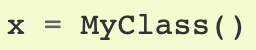 x = MyClass()